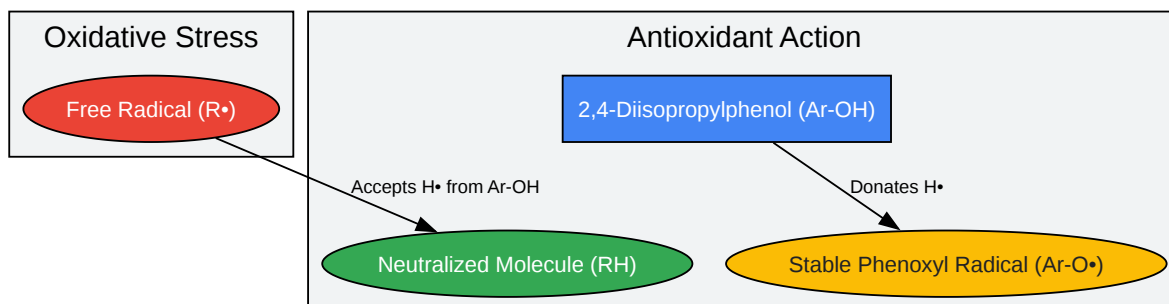 Oxidative Stress
Antioxidant Action
Free Radical (R•)
2,4-Diisopropylphenol (Ar-OH)
Accepts H• from Ar-OH
Donates H•
Neutralized Molecule (RH)
Stable Phenoxyl Radical (Ar-O•)